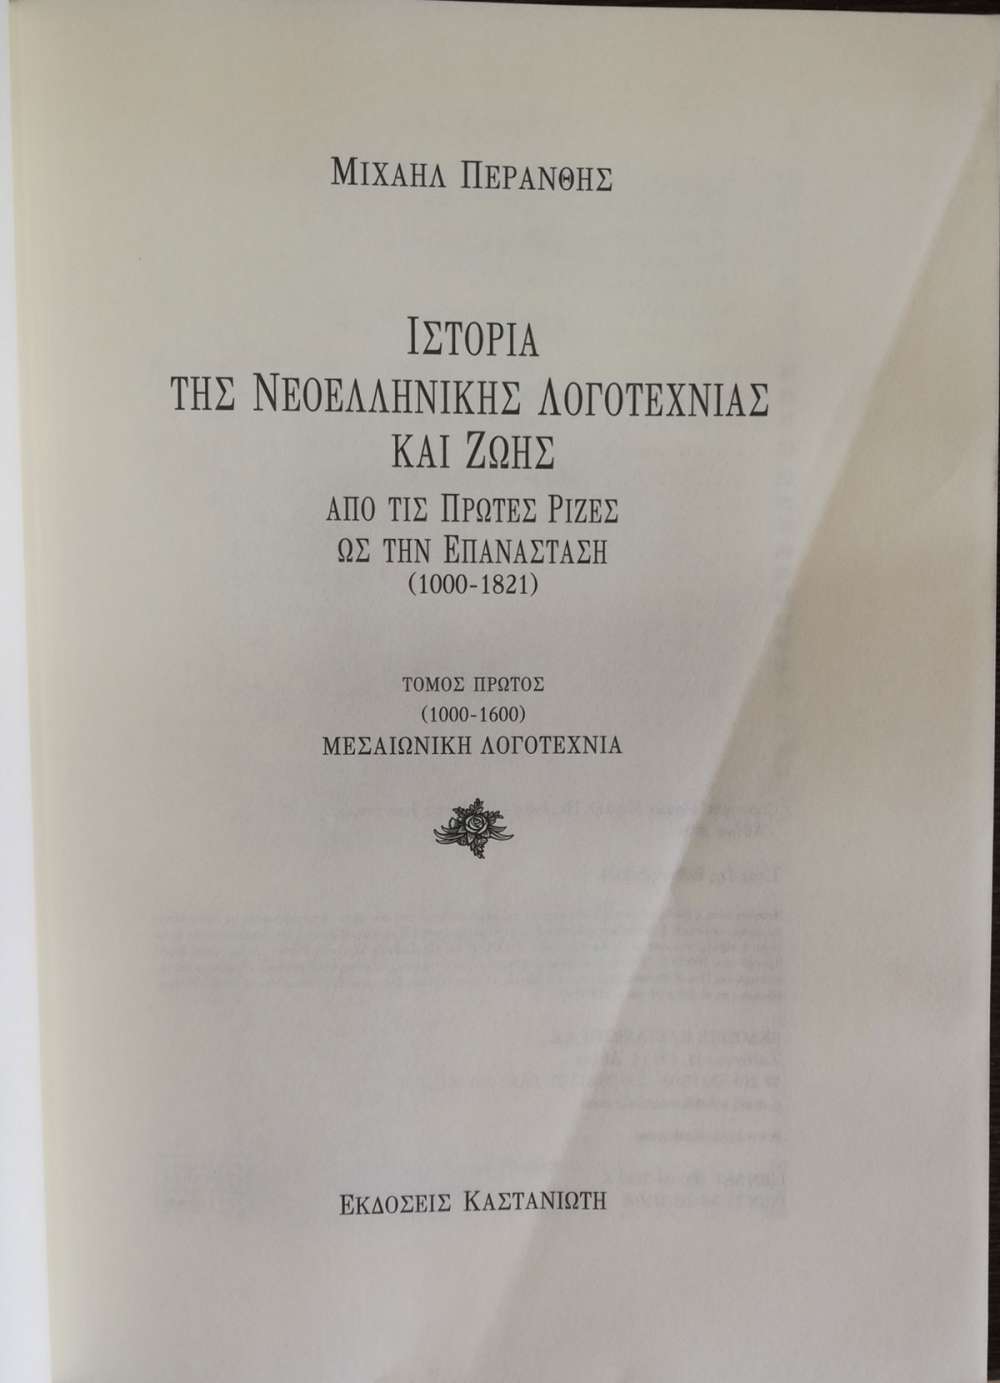 ΜΙΧΑΗΛ ΠΕΡΑΝΘΗΣ
ΙΣΤΟΡΙΑ
ΤΗΣ ΝΕΟΕΛΛΗΝΙΚΗΣ ΛΟΓΟΤΕΧΝΙΑΣ
ΚΑΙ ΖΩΗΣ
ΑΠΟ ΤΙΣ ΠΡΩΤΕΣ ΡΙΖΕΣ
ΩΣ ΤΗΝ ΕΠΑΝΑΣΤΑΣΗ
(1000-1821)
ΤΟΜΟΣ ΠΡΩΤΟΣ
(1000-1600)
ΜΕΣΑΙΩΝΙΚΗ ΛΟΓΟΤΕΧΝΙΑ
ΕΚΔΟΣΕΙΣ ΚΑΣΤΑΝΙΩΤΗ